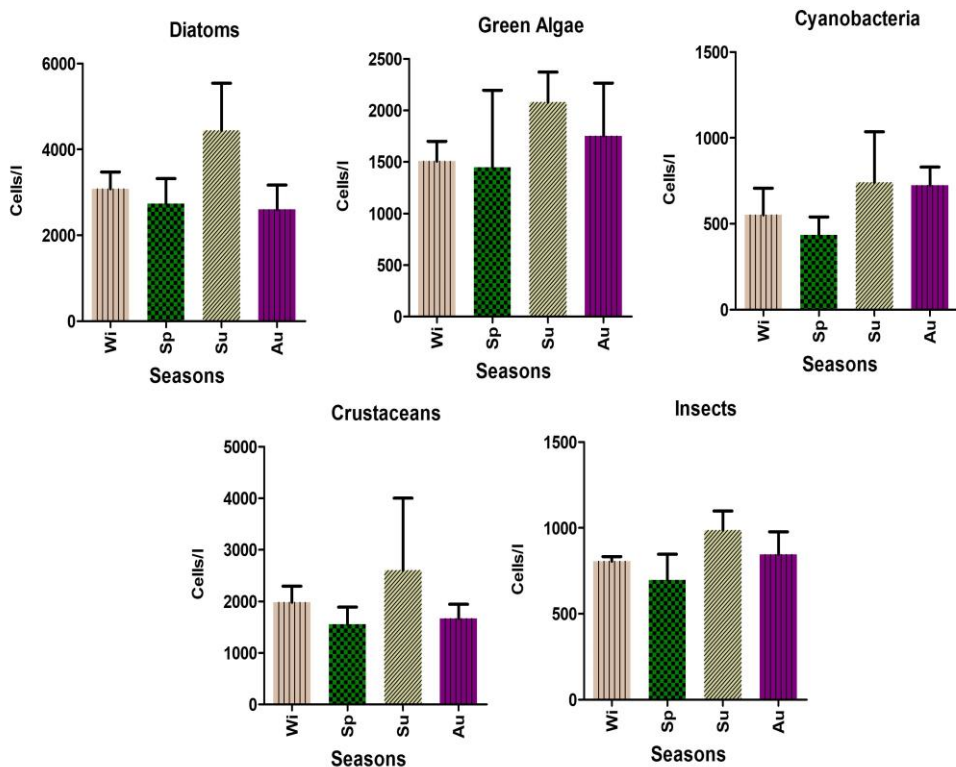 Diatoms
Cells/l
6000
4000
2000
0
Wi
Sp
Su
Au
Seasons
Green Algae
Cells/l
2500
2000
1500
1000
500
0
Wi
Sp
Su
Au
Seasons
Cyanobacteria
Cells/l
1500
1000
500
0
Wi
Sp
Su
Au
Seasons
Crustaceans
Cells/l
5000
4000
3000
2000
1000
0
Wi
Sp
Su
Au
Seasons
Insects
Cells/l
1500
1000
500
0
Wi
Sp
Su
Au
Seasons